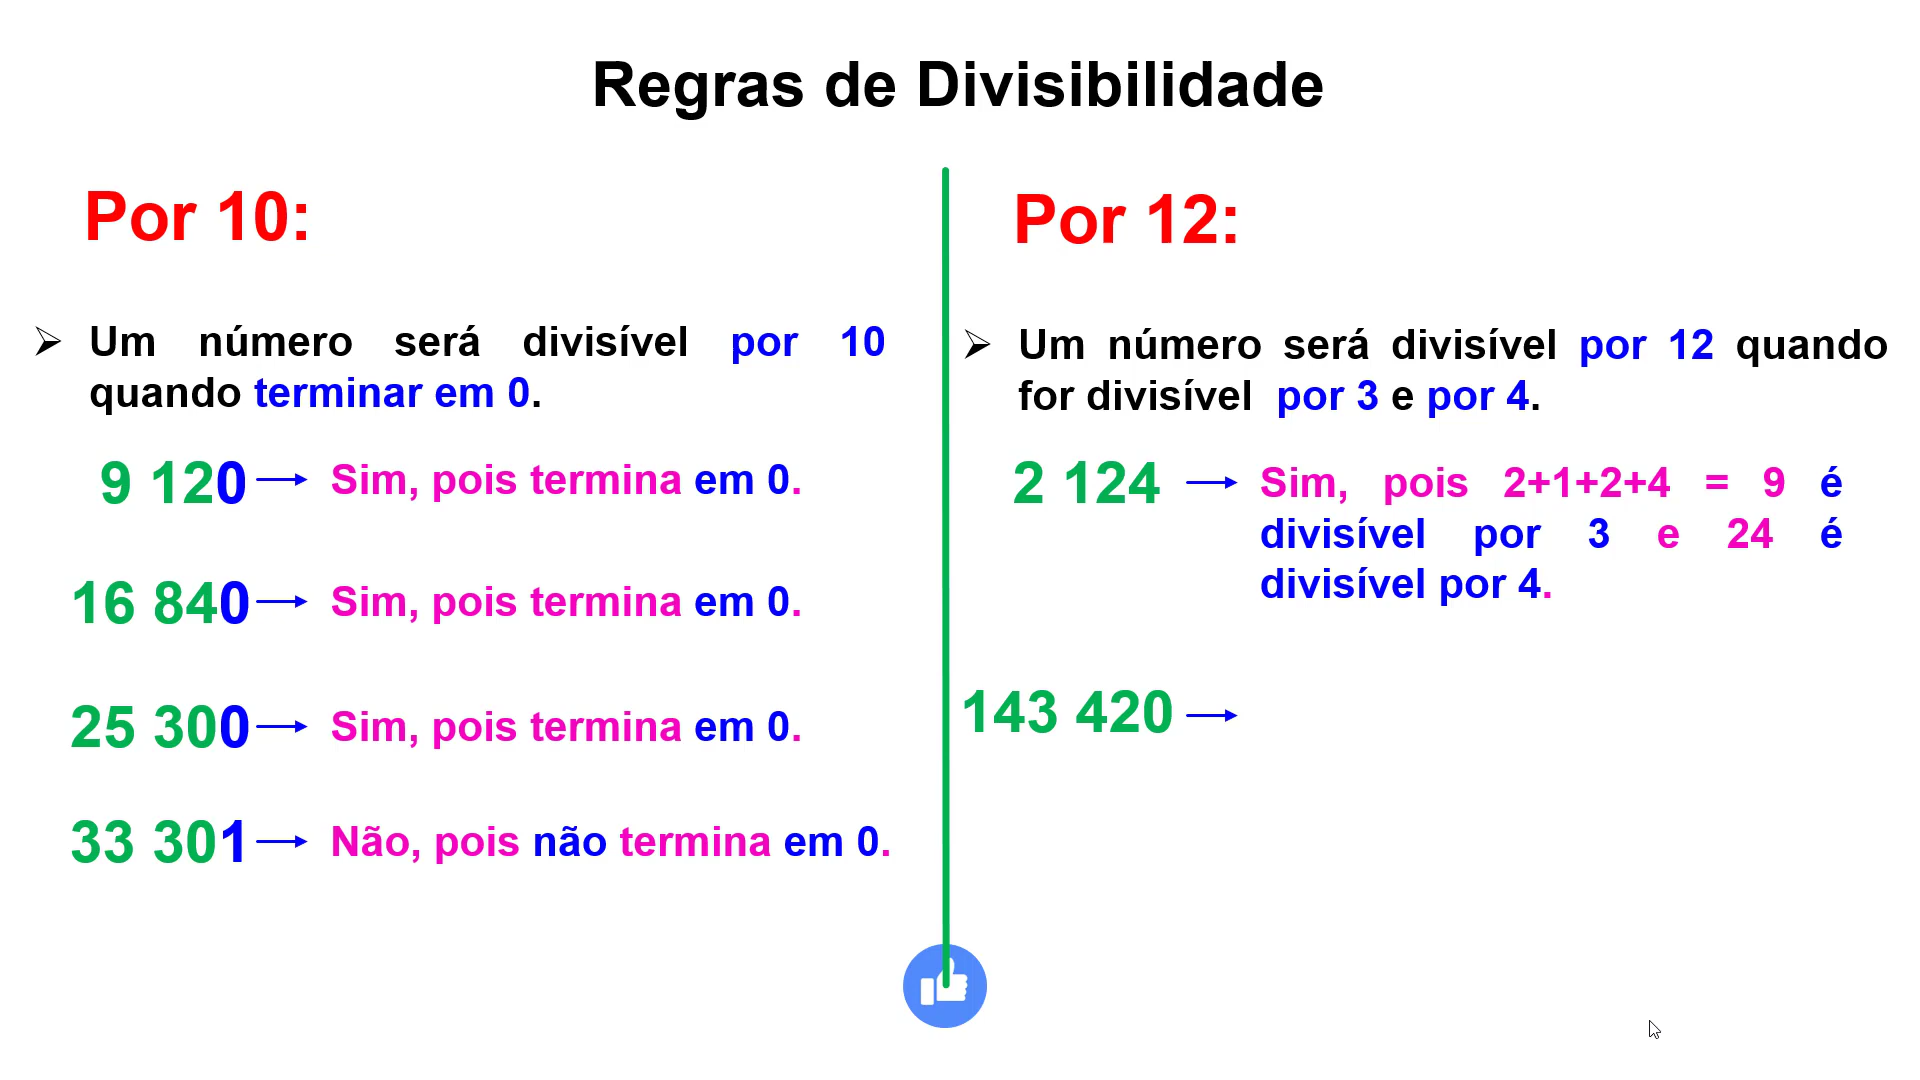 Regras de Divisibilidade
Por 10:
➢ Um número será divisível por 10
quando terminar em 0.
9 120 → Sim, pois termina em 0.
16 840 → Sim, pois termina em 0.
25 300 → Sim, pois termina em 0.
33 301 → Não, pois não termina em 0.
Por 12:
➢ Um número será divisível por 12 quando
for divisível por 3 e por 4.
2 124 → Sim, pois 2+1+2+4 = 9 é
divisível por 3 e 24 é
divisível por 4.
143 420 →